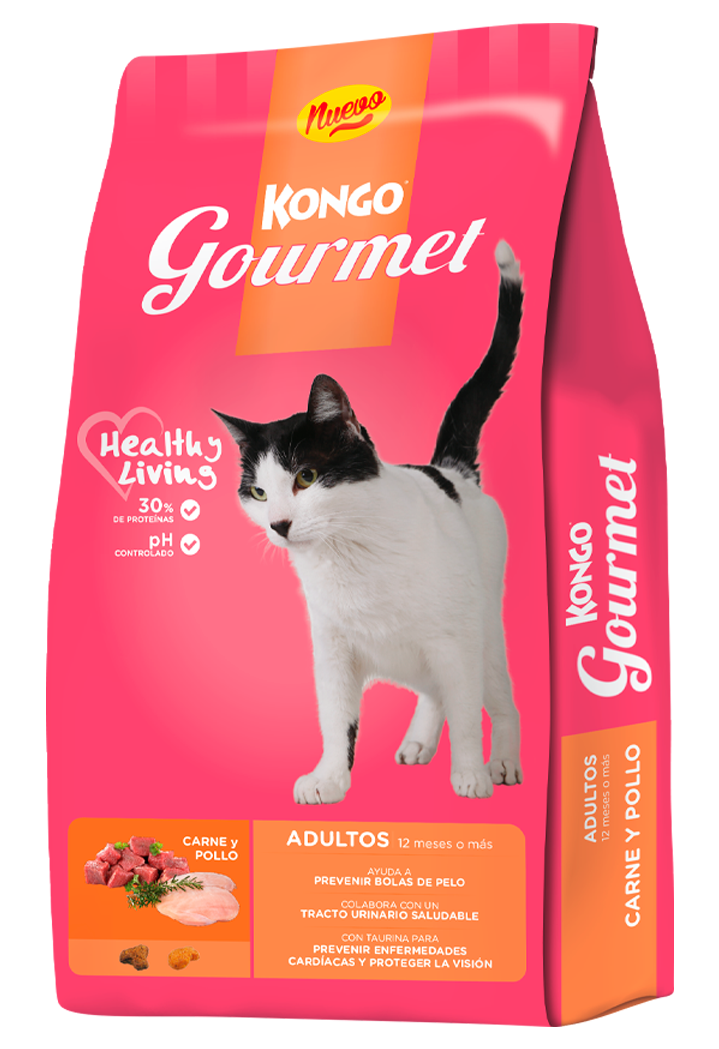 Nuevo
KONGO
Gourmet
Healthy
Living
30%
DE PROTEÍNAS
pH
CONTROLADO
CARNE y
POLLO
ADULTOS 12 meses o más
AYUDA A
PREVENIR BOLAS DE PELO
COLABORA CON UN
TRACTO URINARIO SALUDABLE
CON TAURINA PARA
PREVENIR ENFERMEDADES
CARDÍACAS Y PROTEGER LA VISIÓN
KONGO
Gourmet
ADULTOS
12 meses o más
CARNE Y POLLO